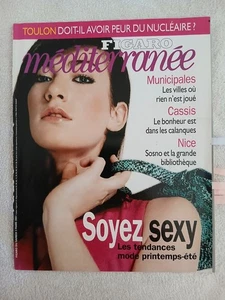 TOULON DOIT-IL AVOIR PEUR DU NUCLÉAIRE ?
FIGARO
méditerranée
Municipales
Les villes où
rien n'est joué
Cassis
Le bonheur est
dans les calanques
Nice
Sosno et la grande
bibliothèque
Soyez sexy
Les tendances
mode printemps-été